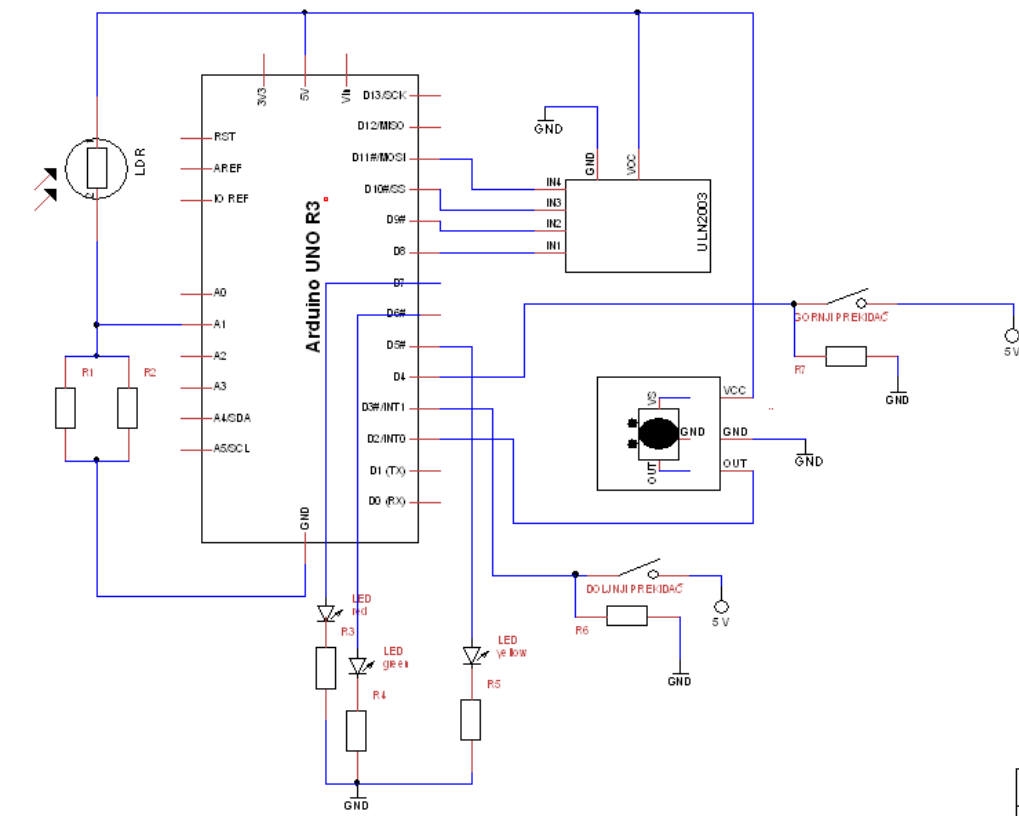 3V3
5V
Vin
D13/SCK
D12/MISO
D11#/MOSI
D10#/SS
D9#
D8
D7
D6#
D5#
D4
D3#/INT1
D2/INT0
D1 (TX)
D0 (RX)
RST
AREF
IO REF
A0
A1
A2
A3
A4/SDA
A5/SCL
GND
Arduino UNO R3
LDR
1
2
R1
R2
GND
GND
VCC
IN4
IN3
IN2
IN1
ULN2003
GORNJI PREKIDAČ
5 V
R7
GND
VS
GND
OUT
VCC
GND
OUT
GND
DOLJNJI PREKIDAČ
5 V
R6
GND
LED
red
R3
LED
green
R4
LED
yellow
R5
GND